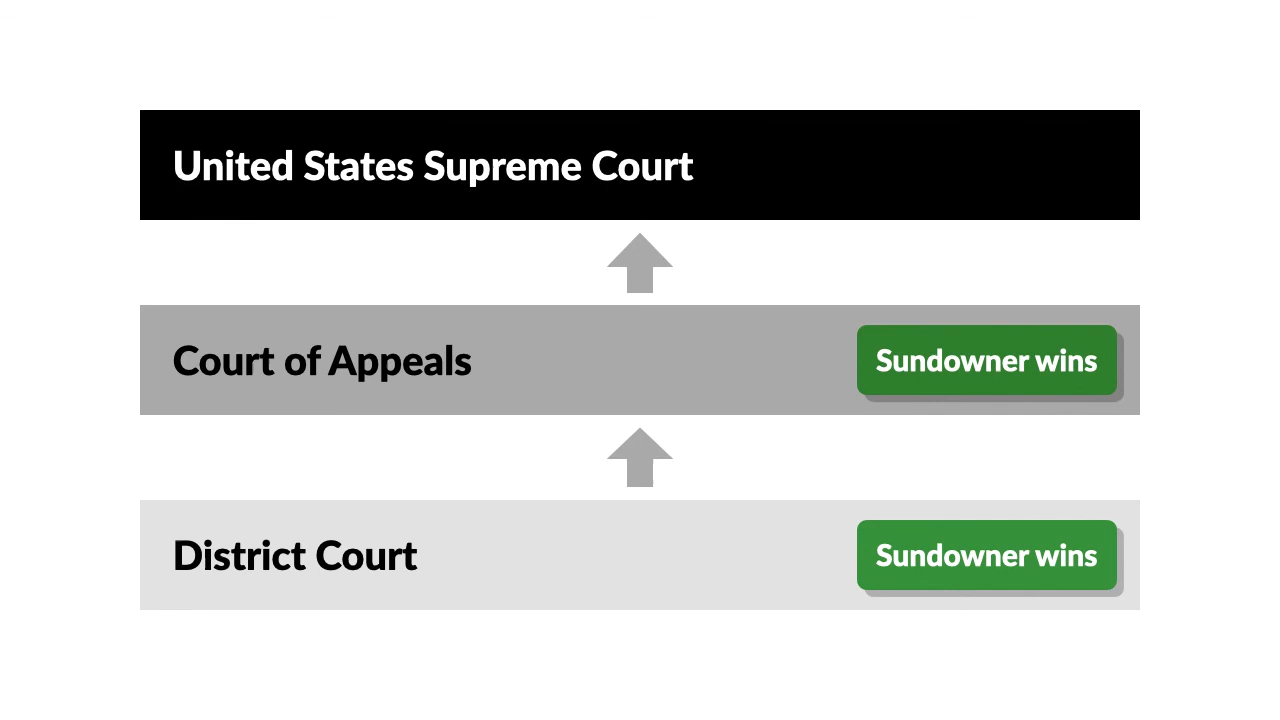 United States Supreme Court
Court of Appeals
Sundowner wins
District Court
Sundowner wins